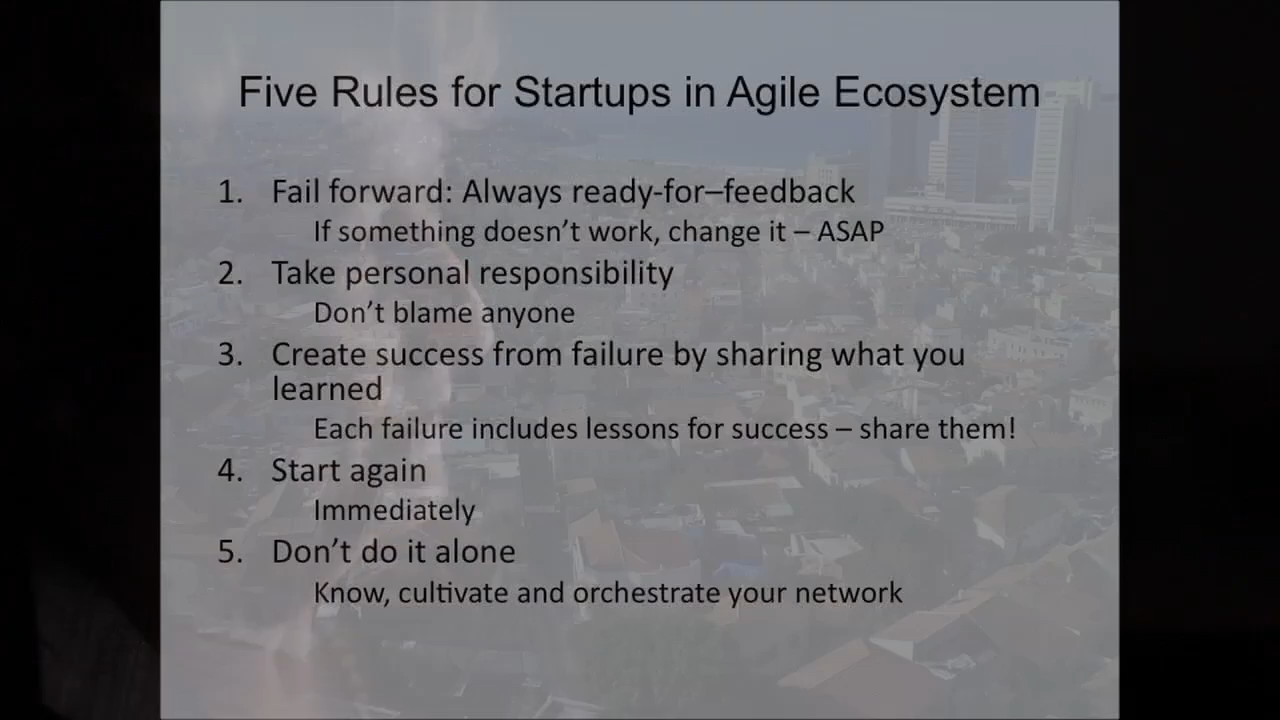 Five Rules for Startups in Agile Ecosystem
1. Fail forward: Always ready-for–feedback
If something doesn’t work, change it – ASAP
2. Take personal responsibility
Don’t blame anyone
3. Create success from failure by sharing what you
learned
Each failure includes lessons for success – share them!
4. Start again
Immediately
5. Don’t do it alone
Know, cultivate and orchestrate your network